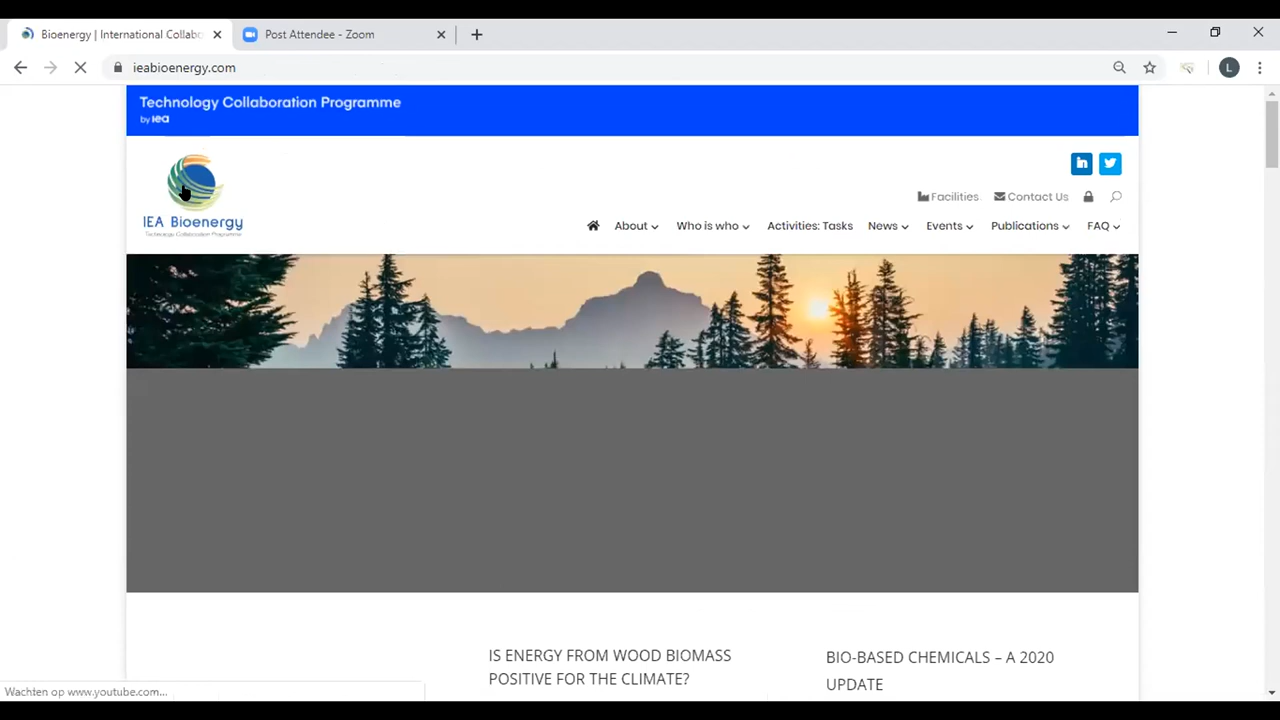 Bioenergy | International Collabo
Post Attendee - Zoom
ieabioenergy.com
L
Technology Collaboration Programme
by iea
in
IEA Bioenergy
Technology Collaboration Programme
Facilities
Contact Us
About
Who is who
Activities: Tasks
News
Events
Publications
FAQ
IS ENERGY FROM WOOD BIOMASS
POSITIVE FOR THE CLIMATE?
BIO-BASED CHEMICALS – A 2020
UPDATE
Wachten op www.youtube.com...